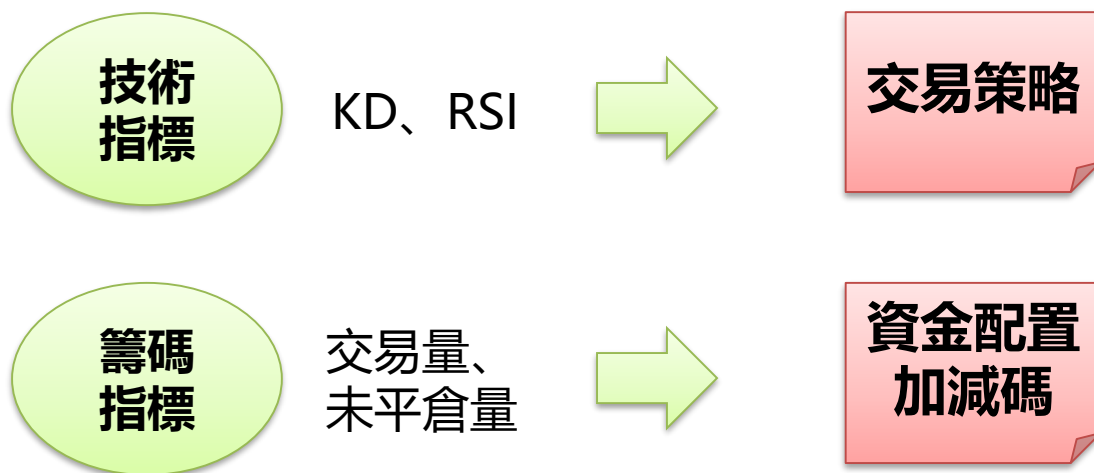 技術
指標
KD、RSI
交易策略
籌碼
指標
交易量、
未平倉量
資金配置
加減碼